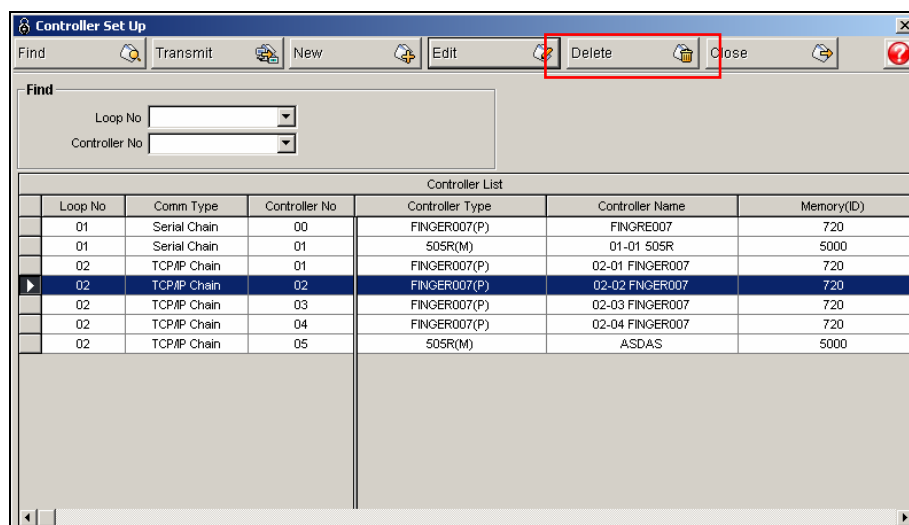 Controller Set Up
Find Transmit New Edit Delete Close
Find
Loop No
Controller No
Controller List
Loop No Comm Type Controller No Controller Type Controller Name Memory(ID)
01 Serial Chain 00 FINGER007(P) FINGRE007 720
01 Serial Chain 01 505R(M) 01-01 505R 5000
02 TCP/IP Chain 01 FINGER007(P) 02-01 FINGER007 720
02 TCP/IP Chain 02 FINGER007(P) 02-02 FNGER007 720
02 TCP/IP Chain 03 FINGER007(P) 02-03 FINGER007 720
02 TCP/IP Chain 04 FINGER007(P) 02-04 FINGER007 720
02 TCP/IP Chain 05 505R(M) ASDAS 5000